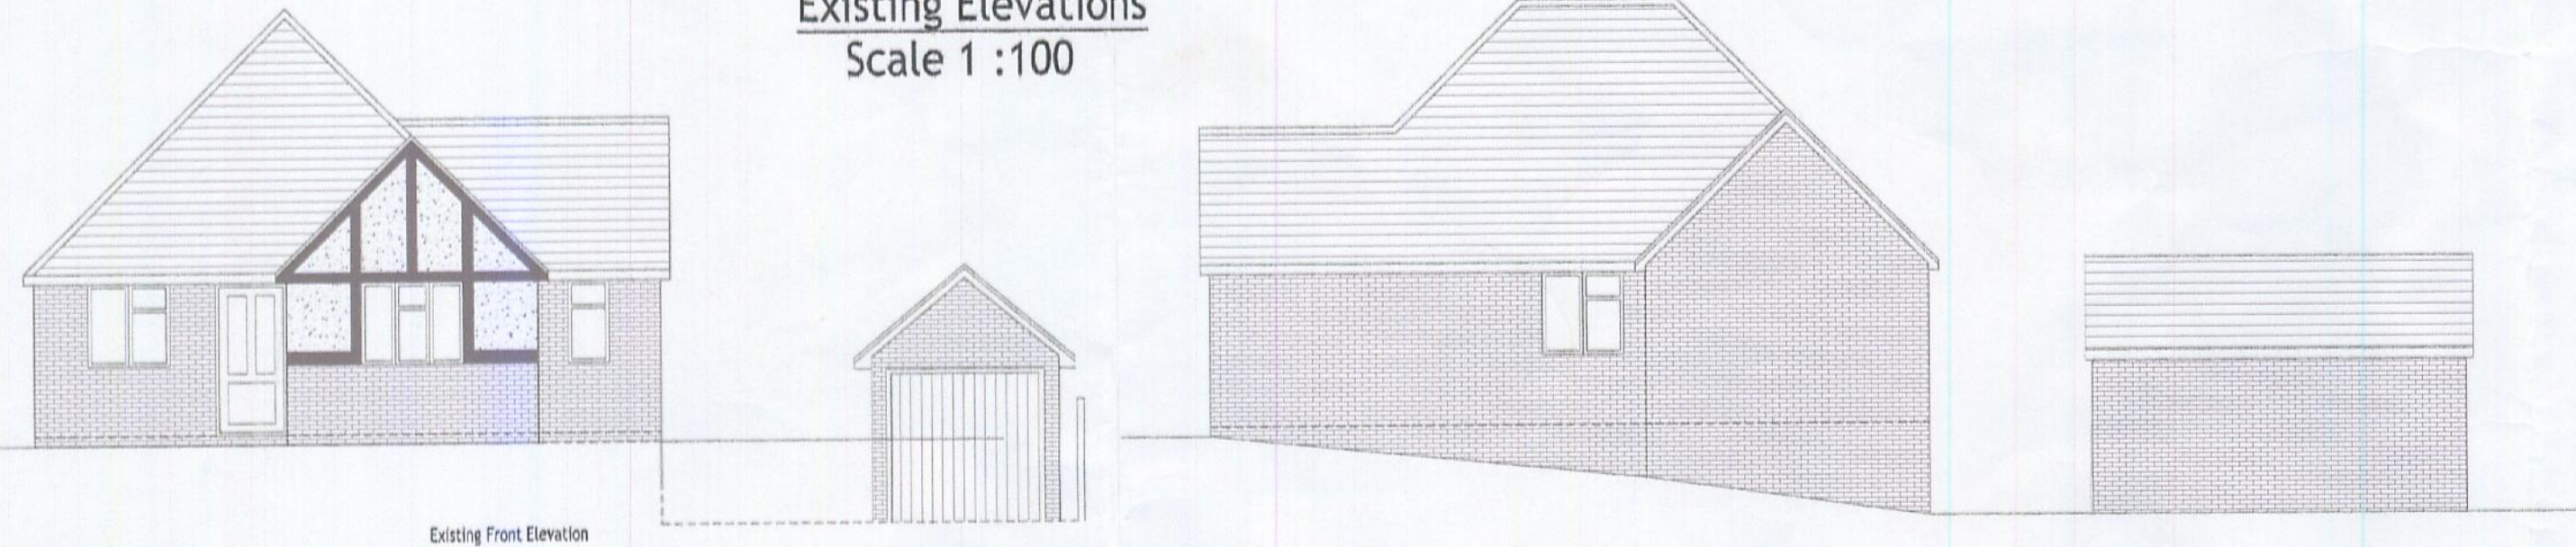 Existing Elevations
Scale 1 :100
Existing Front Elevation